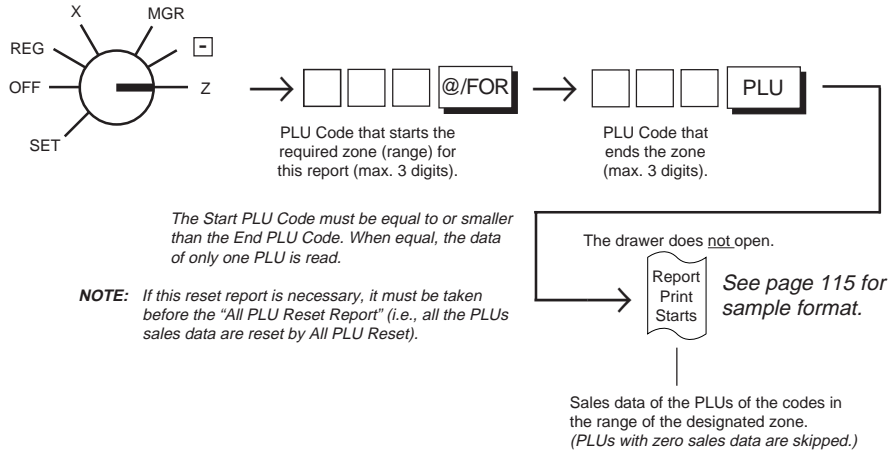 X
MGR
REG
-
OFF
Z
SET
@/FOR
PLU
PLU Code that starts the
required zone (range) for
this report (max. 3 digits).
PLU Code that
ends the zone
(max. 3 digits).
The Start PLU Code must be equal to or smaller
than the End PLU Code. When equal, the data
of only one PLU is read.
NOTE: If this reset report is necessary, it must be taken
before the “All PLU Reset Report” (i.e., all the PLUs
sales data are reset by All PLU Reset).
The drawer does not open.
Report
Print
Starts
See page 115 for
sample format.
Sales data of the PLUs of the codes in
the range of the designated zone.
(PLUs with zero sales data are skipped.)